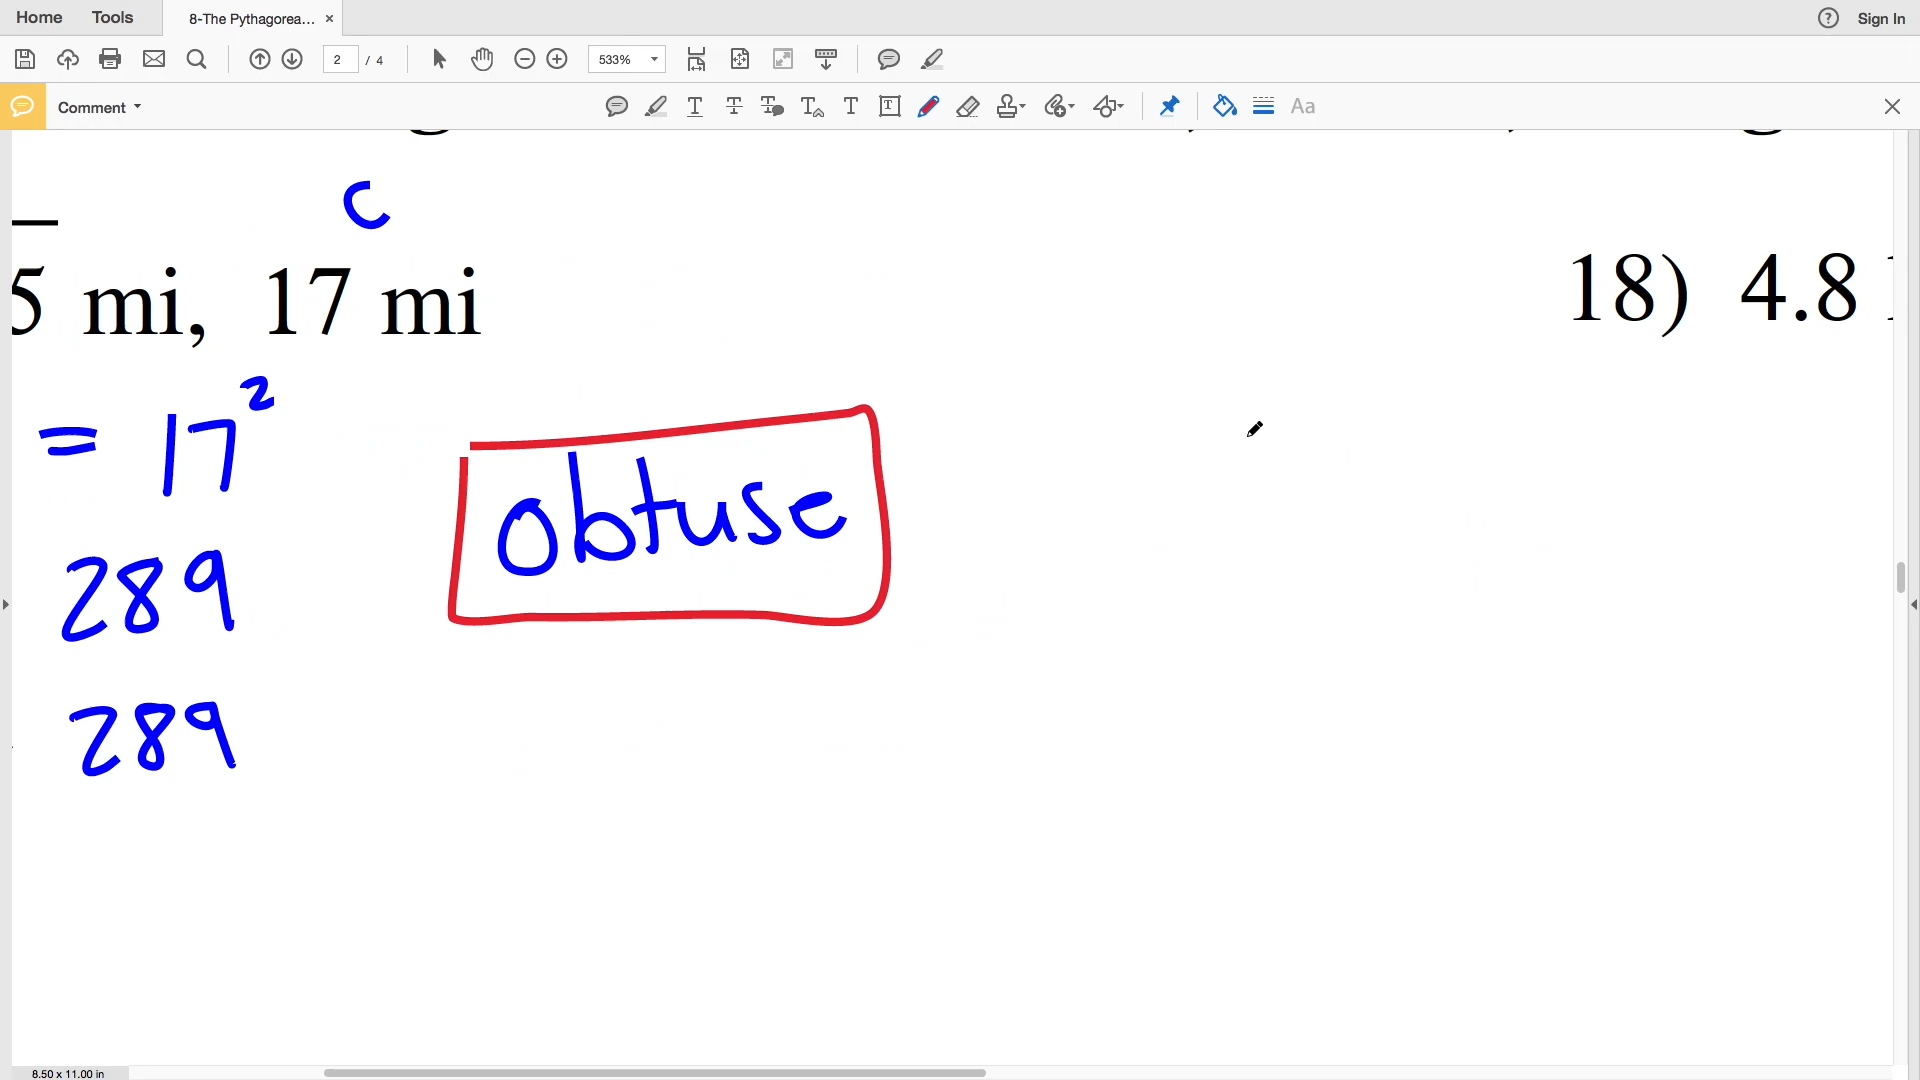 Home Tools 8-The Pythagorea... × Sign In
2 / 4 533%
Comment Aa
c
5 mi, 17 mi 18) 4.8
= 17²
obtuse
289
289
8.50 x 11.00 in